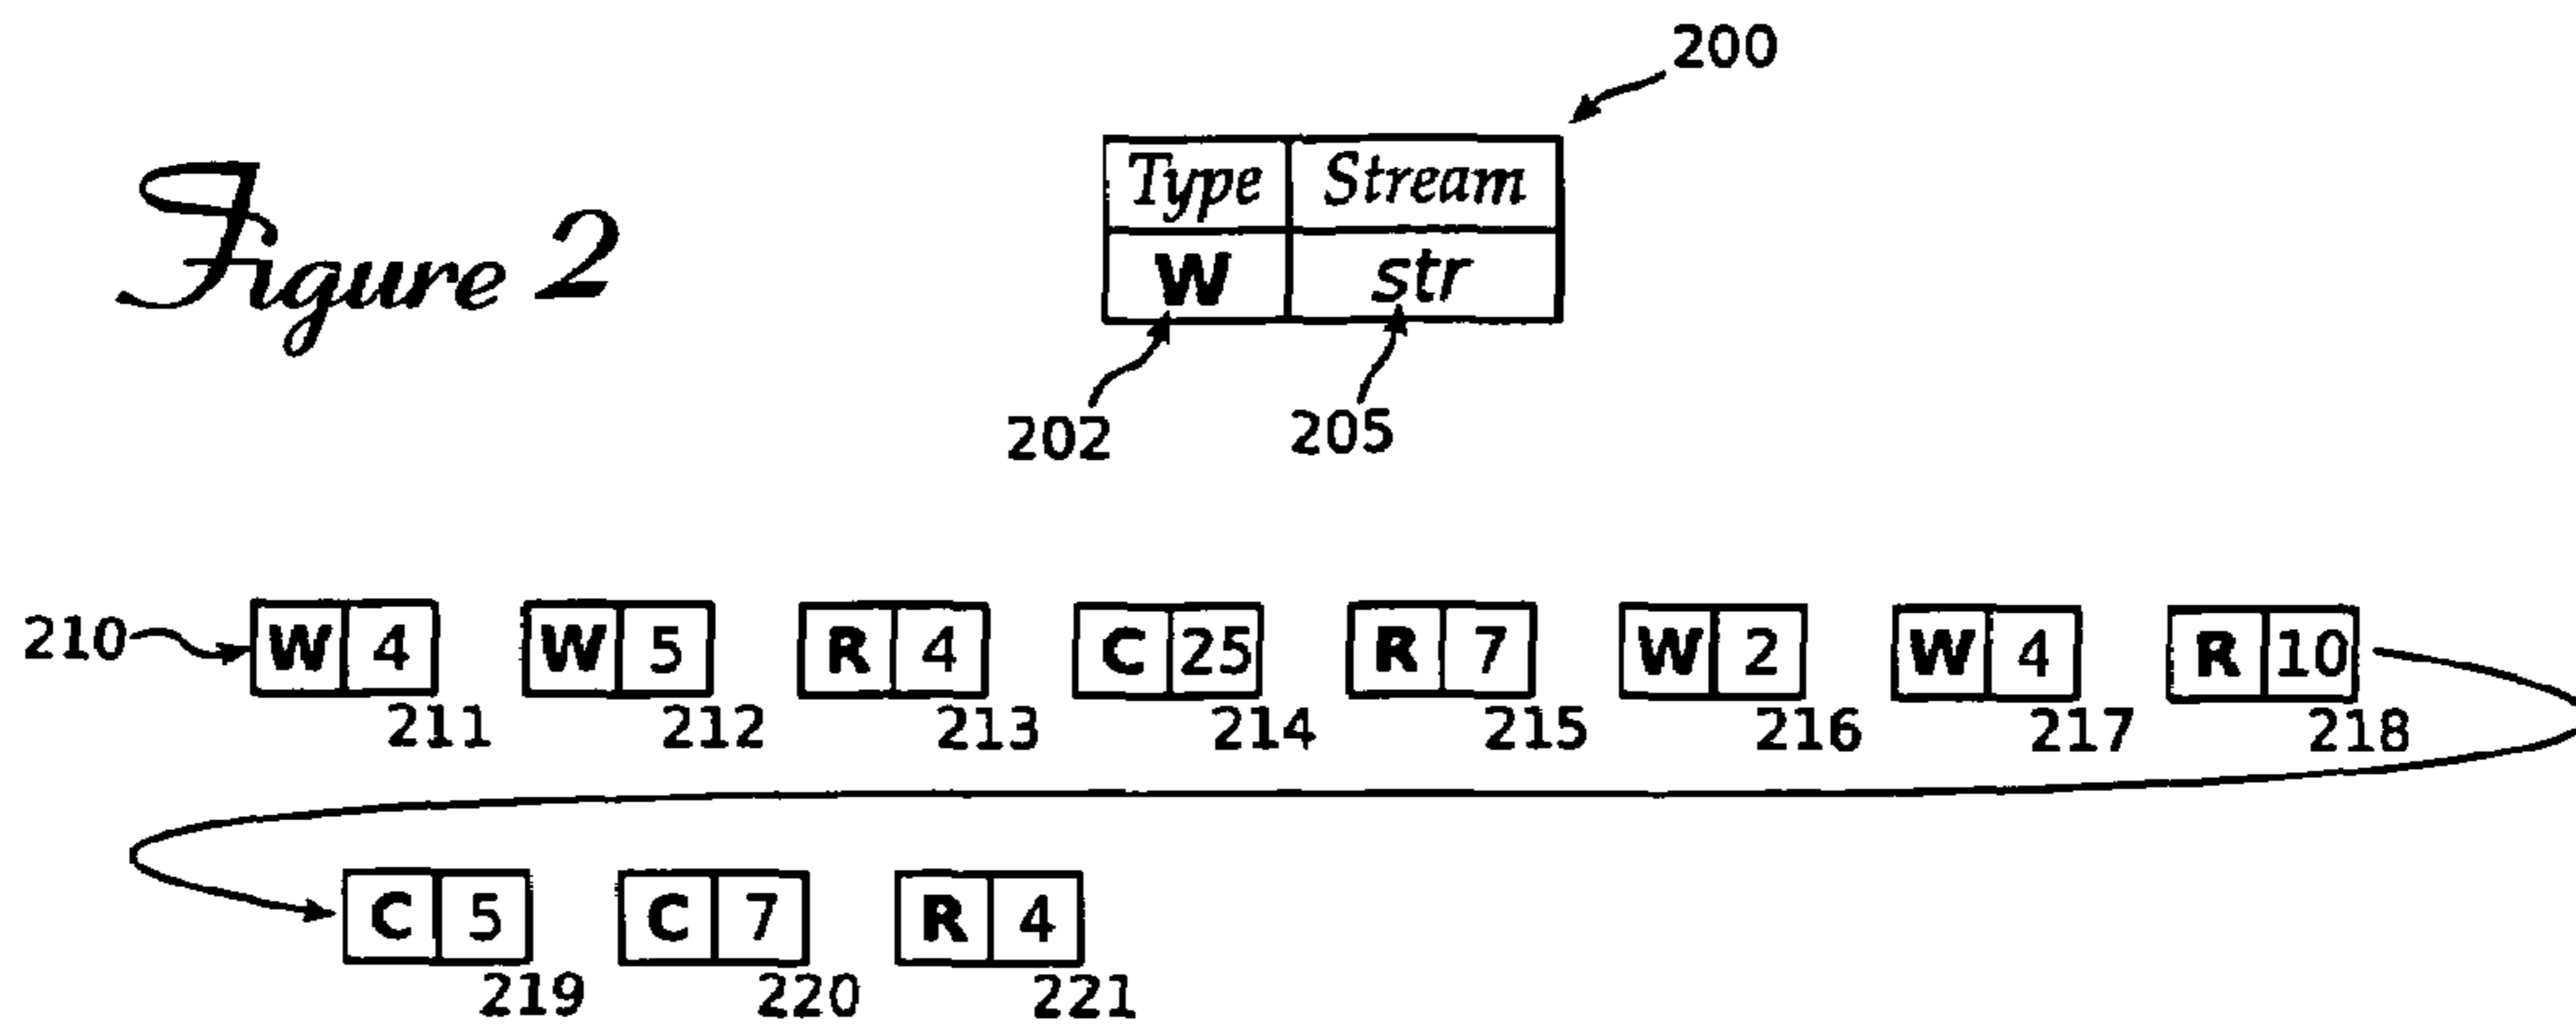 200
Figure 2
Type Stream
W str
202 205
210 W 4 W 5 R 4 C 25 R 7 W 2 W 4 R 10
211 212 213 214 215 216 217 218
C 5 C 7 R 4
219 220 221